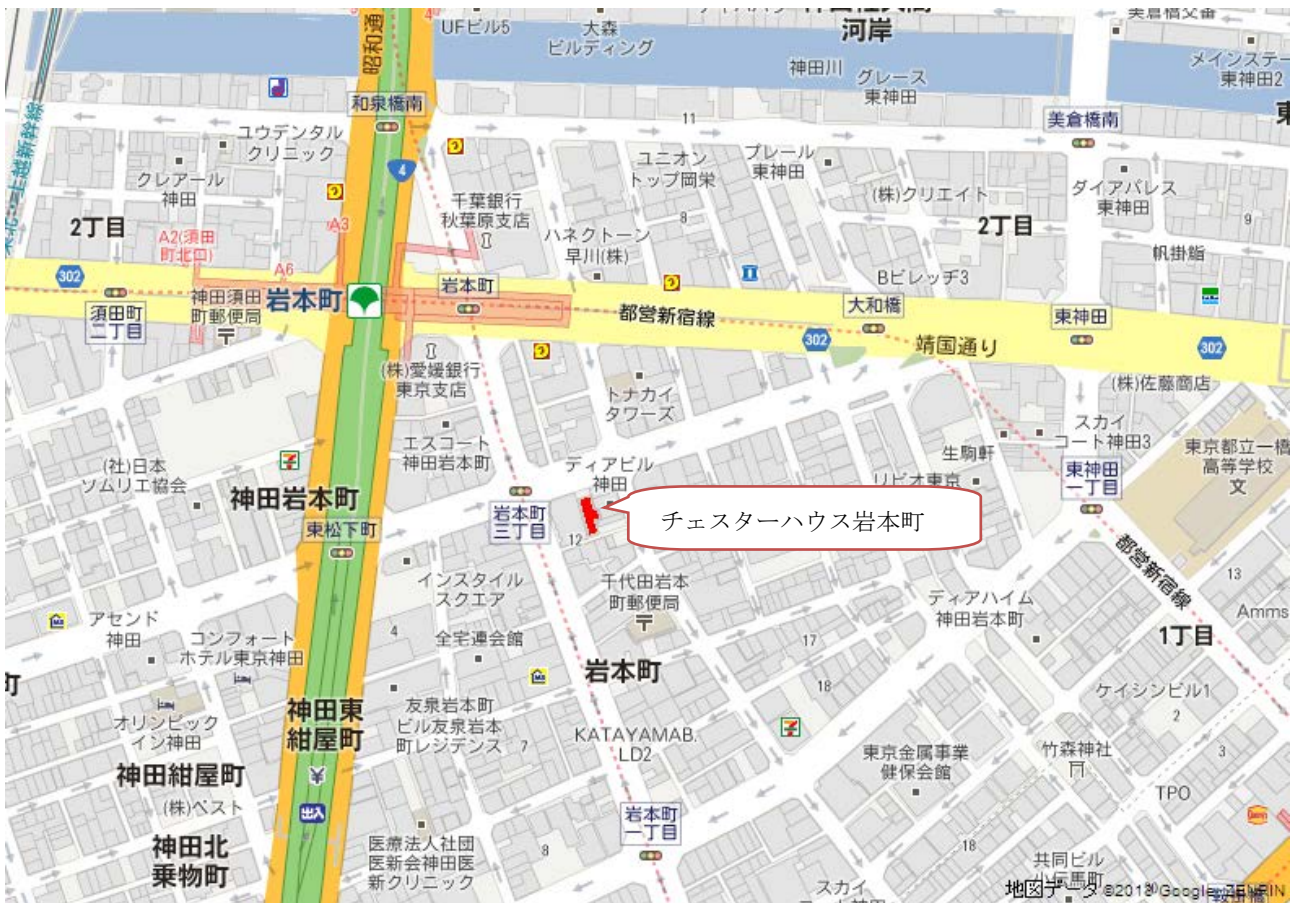 昭和通
UFビル5
大森
ビルディング
河岸
美倉橋交番
神田川
グレース
東神田
メインステー
東神田2
和泉橋南
11
美倉橋南
東
ユウデンタル
クリニック
4
ユニオン
トップ岡栄
プレール
東神田
クレアール
神田
千葉銀行
秋葉原支店
8
(株)クリエイト
ダイアパレス
東神田
9
2丁目
A2(須田
町北口)
A3
ハネクトーン
早川(株)
2丁目
帆掛鮨
A6
302
岩本町
Bビレッヂ3
須田町
二丁目
神田須田
町郵便局
岩本町
都営新宿線
大和橋
東神田
302
靖国通り
302
(株)愛媛銀行
東京支店
トナカイ
タワーズ
(株)佐藤商店
エスコート
神田岩本町
スカイ
コート神田3
生駒軒
東京都立一橋
高等学校
文
(社)日本
ソムリエ協会
ディアビル
神田
リビオ東京
東神田
一丁目
神田岩本町
岩本町
三丁目
チェスターハウス岩本町
東松下町
12
都営新宿線
インスタイル
スクエア
千代田岩本
町郵便局
13
ディアハイム
神田岩本町
Amms
アセンド
神田
コンフォート
ホテル東京神田
4
全宅連会館
17
1丁目
岩本町
18
ケイシンビル1
オリンピック
イン神田
神田東
紺屋町
友泉岩本町
ビル友泉岩本
町レジデンス
7
KATAYAMAB.
LD2
2
東京金属事業
健保会館
竹森神社
3
神田紺屋町
(株)ベスト
TPO
出入
岩本町
一丁目
神田北
乗物町
医療法人社団
医新会神田医
新クリニック
8
18
共同ビル
小伝馬町
スカイ
地図データ ©2018 Google, ZENRIN